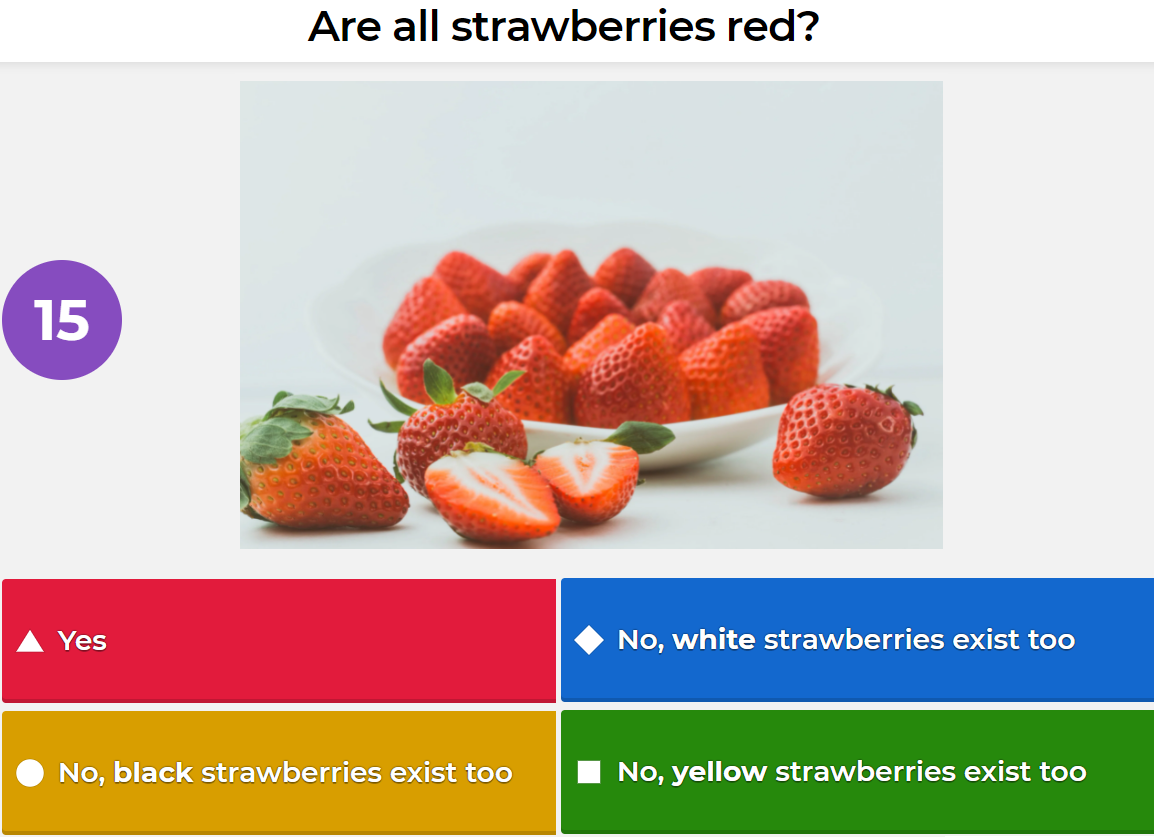 Are all strawberries red?
15
Yes
No, white strawberries exist too
No, black strawberries exist too
No, yellow strawberries exist too